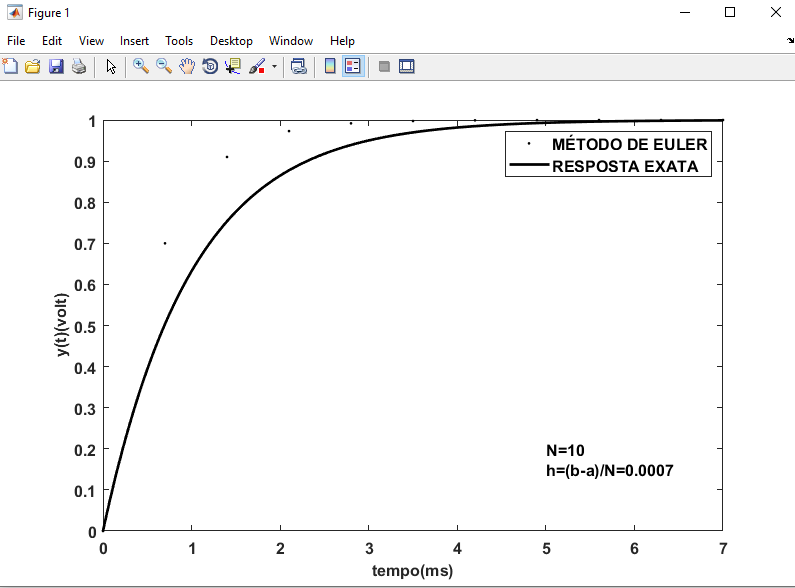 Figure 1
File Edit View Insert Tools Desktop Window Help
1
0.9
0.8
0.7
0.6
0.5
0.4
0.3
0.2
0.1
0
y(t)(volt)
MÉTODO DE EULER
RESPOSTA EXATA
N=10
h=(b-a)/N=0.0007
0 1 2 3 4 5 6 7
tempo(ms)